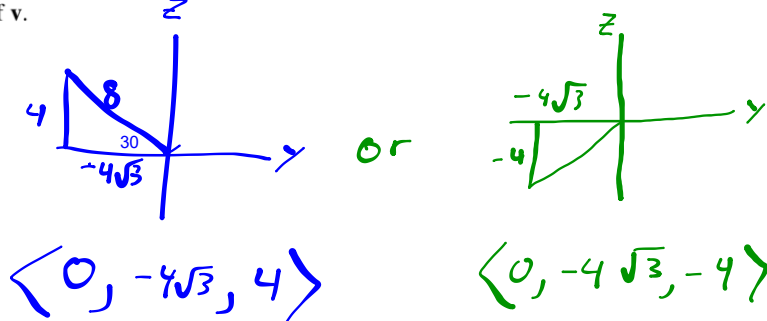 f v.
Z
4
8
30
-4√3
y
or
Z
-4√3
-4
y
⟨0, -4√3, 4⟩
⟨0, -4√3, -4⟩